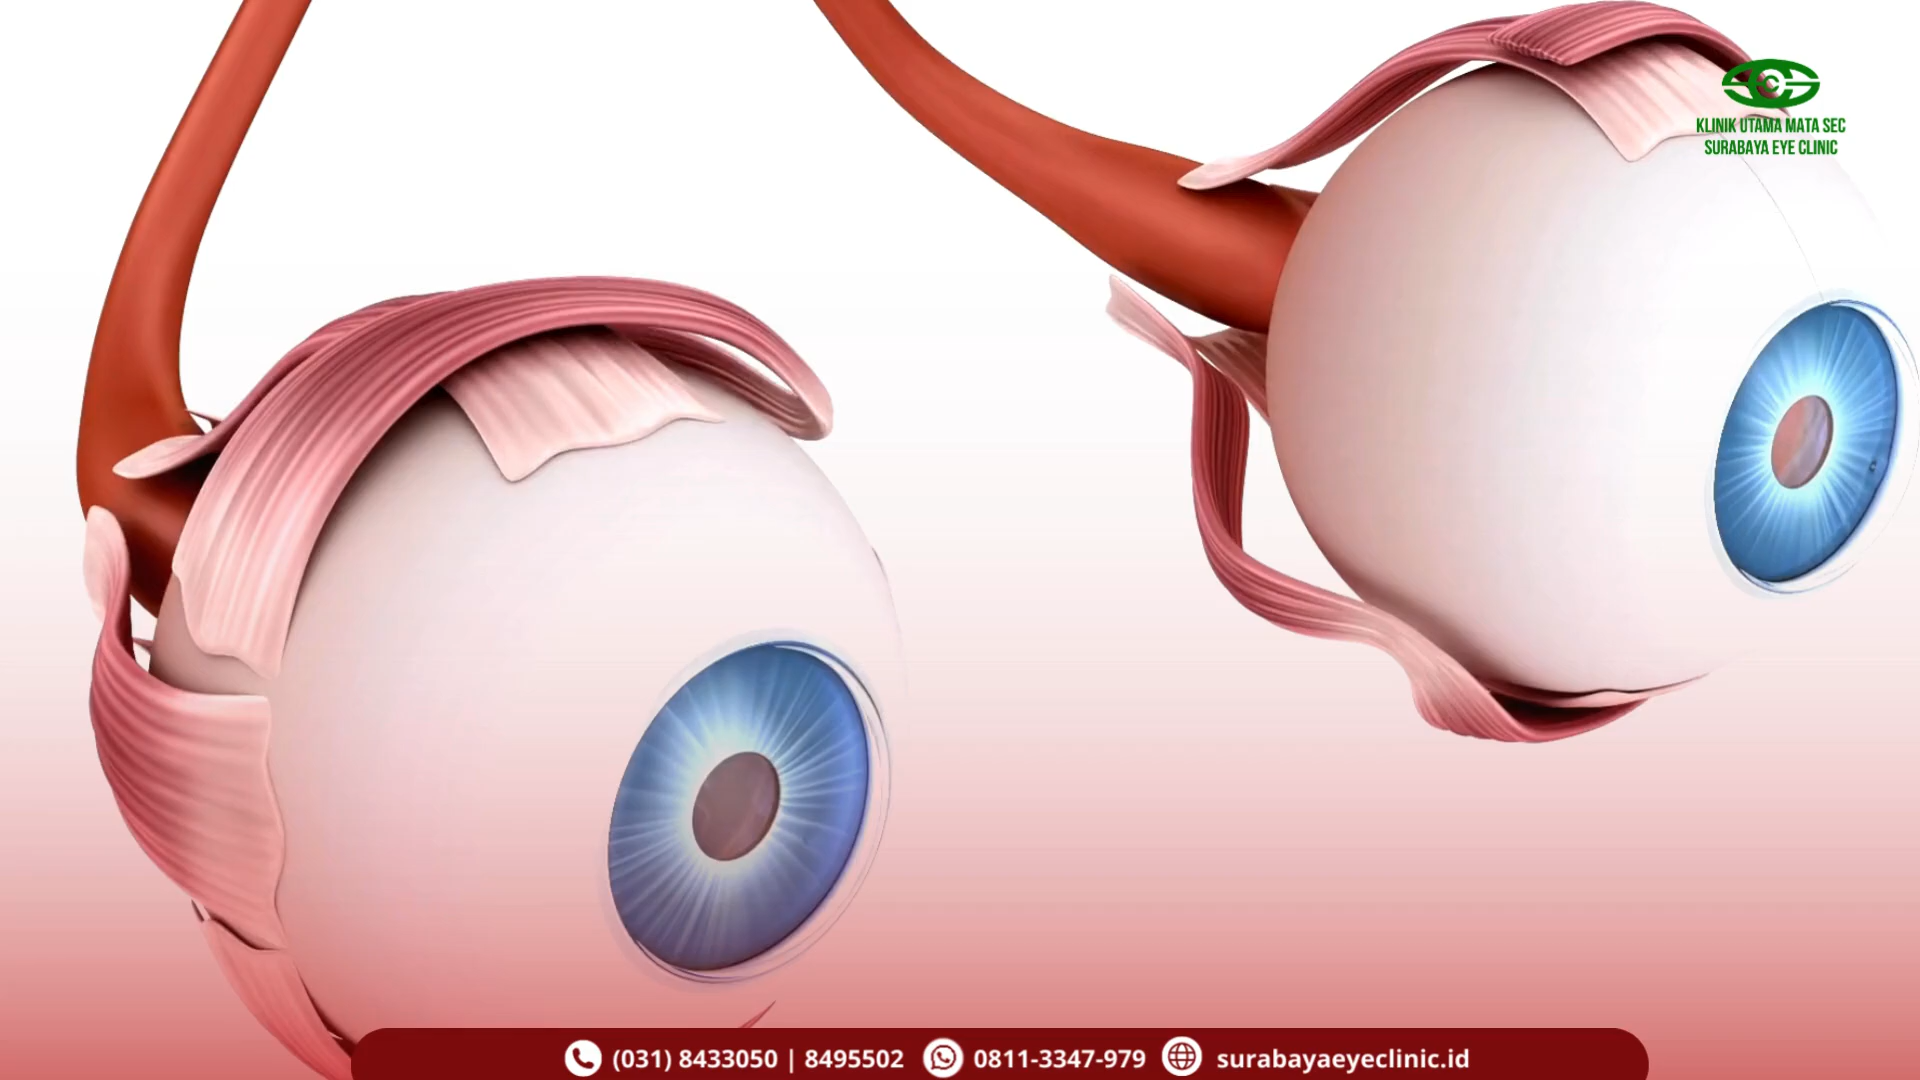 KLINIK UTAMA MATA SEC
SURABAYA EYE CLINIC
(031) 8433050 | 8495502 0811-3347-979 surabayaeyeclinic.id